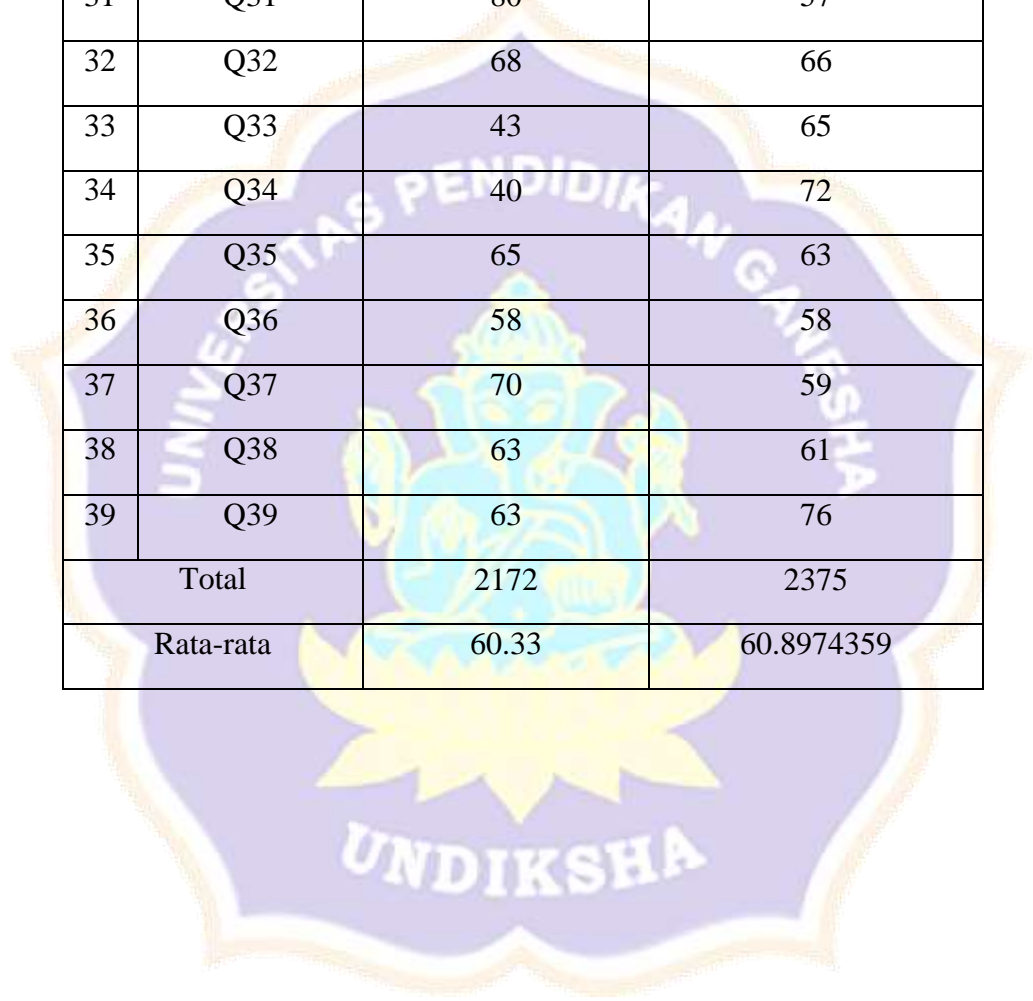 32 Q32 68 66
33 Q33 43 65
34 Q34 40 72
35 Q35 65 63
36 Q36 58 58
37 Q37 70 59
38 Q38 63 61
39 Q39 63 76
Total 2172 2375
Rata-rata 60.33 60.8974359
UNIVERSITAS PENDIDIKAN GANESHA
UNDIKSHA